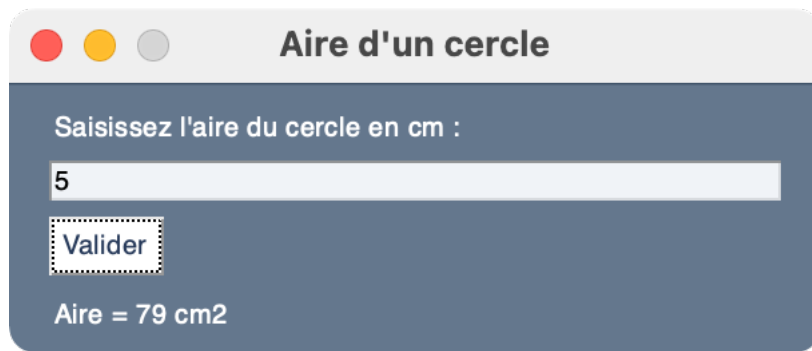 Aire d'un cercle
Saisissez l'aire du cercle en cm :
5
Valider
Aire = 79 cm2